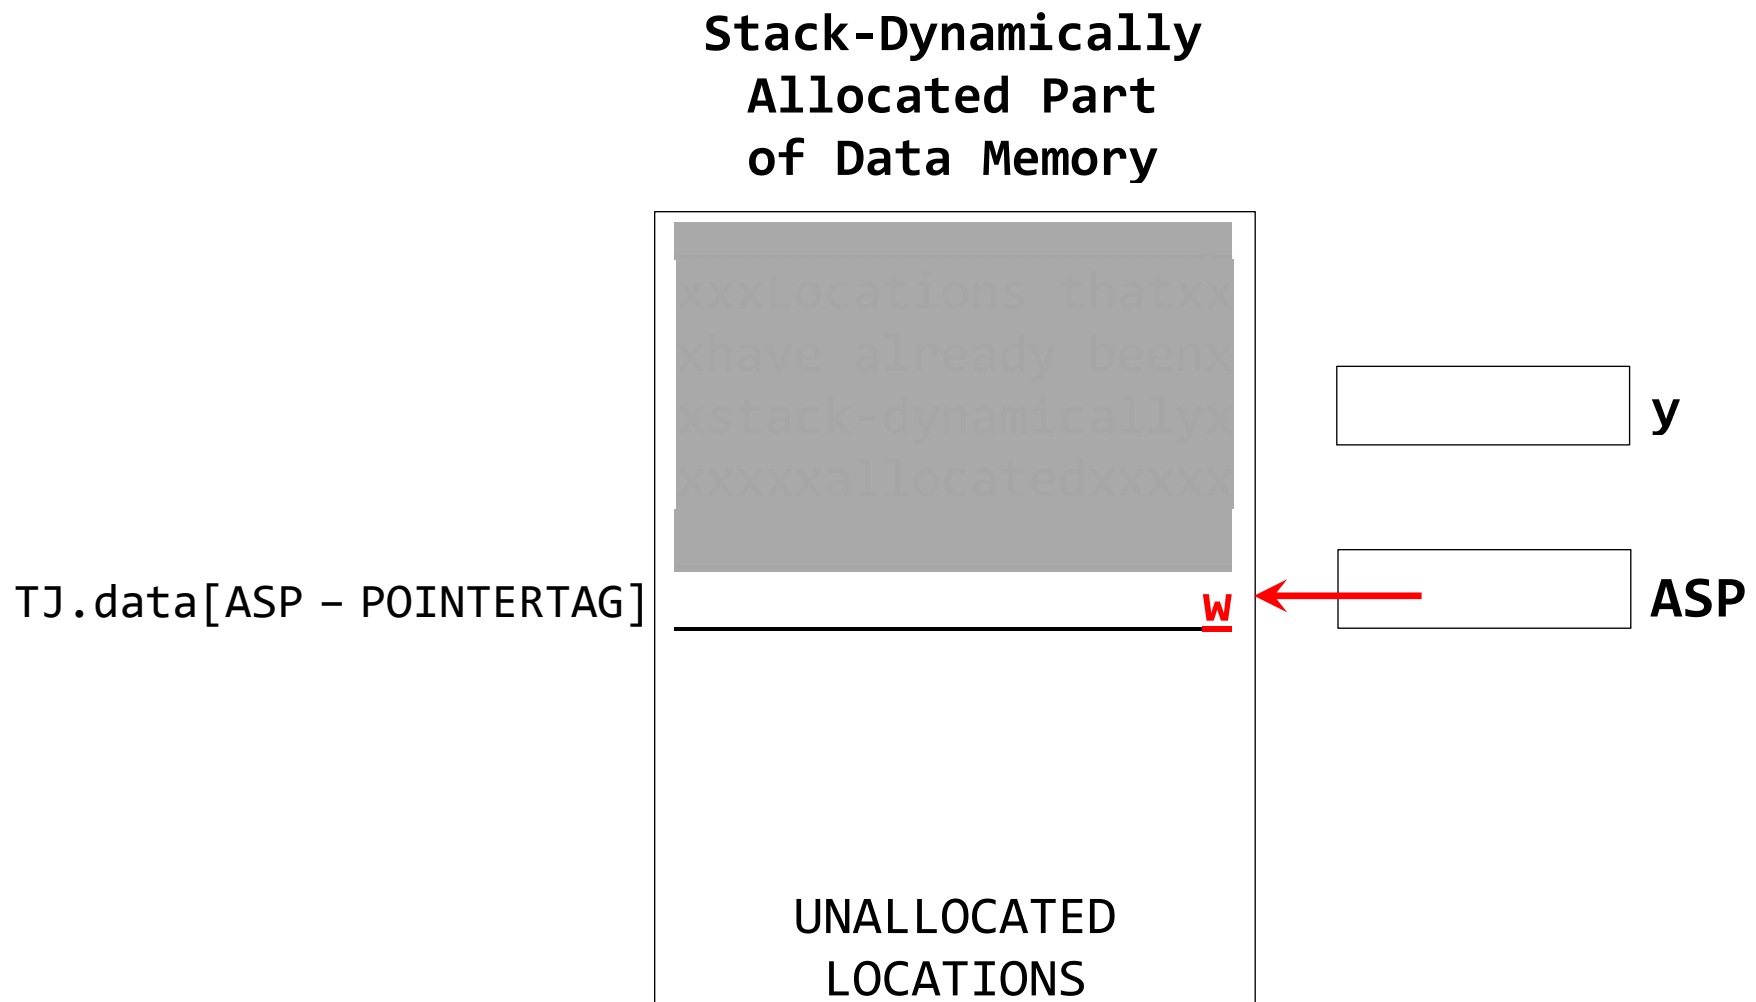 Stack-Dynamically
Allocated Part
of Data Memory
xxxLocations thatxx
xhave already beenx
xstack-dynamicallyx
xxxxxallocatedxxxxx
y
TJ.data[ASP – POINTERTAG]
w
ASP
UNALLOCATED
LOCATIONS